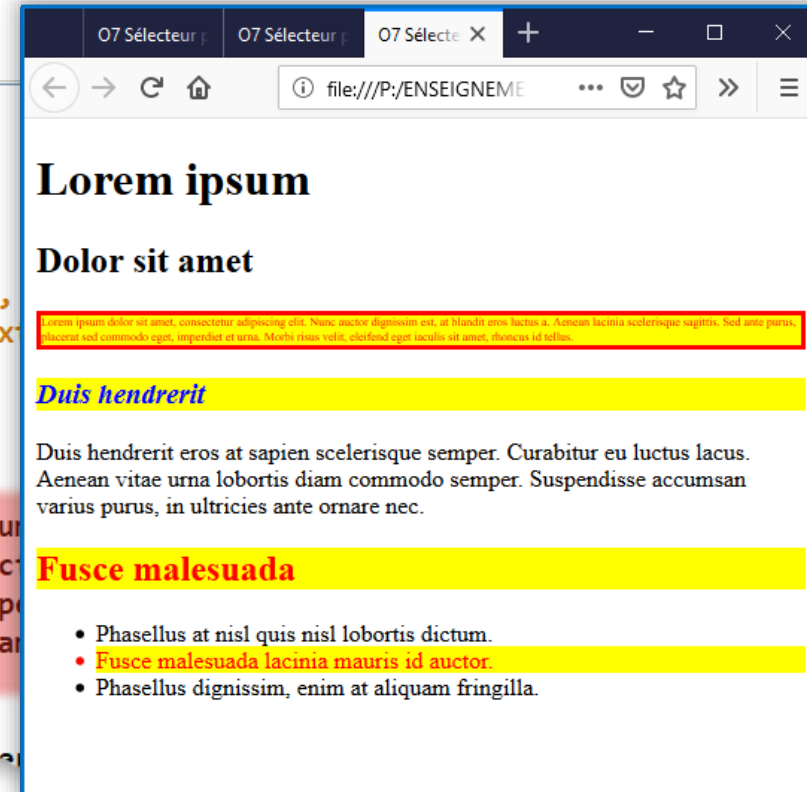 O7 Sélecteur O7 Sélecteur O7 Sélecte
file:///P:/ENSEIGNEME
Lorem ipsum
Dolor sit amet
Lorem ipsum dolor sit amet, consectetur adipiscing elit. Nunc auctor dignissim est, at blandit eros luctus a. Aenean lacinia scelerisque sagittis. Sed ante purus,
placerat sed commodo eget, imperdiet et urna. Morbi risus velit, eleifend eget iaculis sit amet, rhoncus id tellus.
Duis hendrerit
Duis hendrerit eros at sapien scelerisque semper. Curabitur eu luctus lacus.
Aenean vitae urna lobortis diam commodo semper. Suspendisse accumsan
varius purus, in ultricies ante ornare nec.
Fusce malesuada
Phasellus at nisl quis nisl lobortis dictum.
Fusce malesuada lacinia mauris id auctor.
Phasellus dignissim, enim at aliquam fringilla.